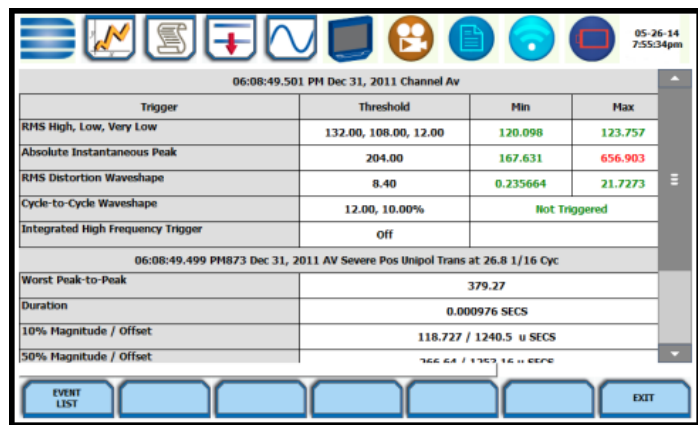 05-26-14
7:55:34pm
06:08:49.501 PM Dec 31, 2011 Channel Av
Trigger Threshold Min Max
RMS High, Low, Very Low 132.00, 108.00, 12.00 120.098 123.757
Absolute Instantaneous Peak 204.00 167.631 656.903
RMS Distortion Waveshape 8.40 0.235664 21.7273
Cycle-to-Cycle Waveshape 12.00, 10.00% Not Triggered
Integrated High Frequency Trigger Off
06:08:49.499 PM873 Dec 31, 2011 AV Severe Pos Unipol Trans at 26.8 1/16 Cyc
Worst Peak-to-Peak 379.27
Duration 0.000976 SECS
10% Magnitude / Offset 118.727 / 1240.5 u SECS
50% Magnitude / Offset 266.64 / 1253.16 u SECS
EVENT
LIST
EXIT